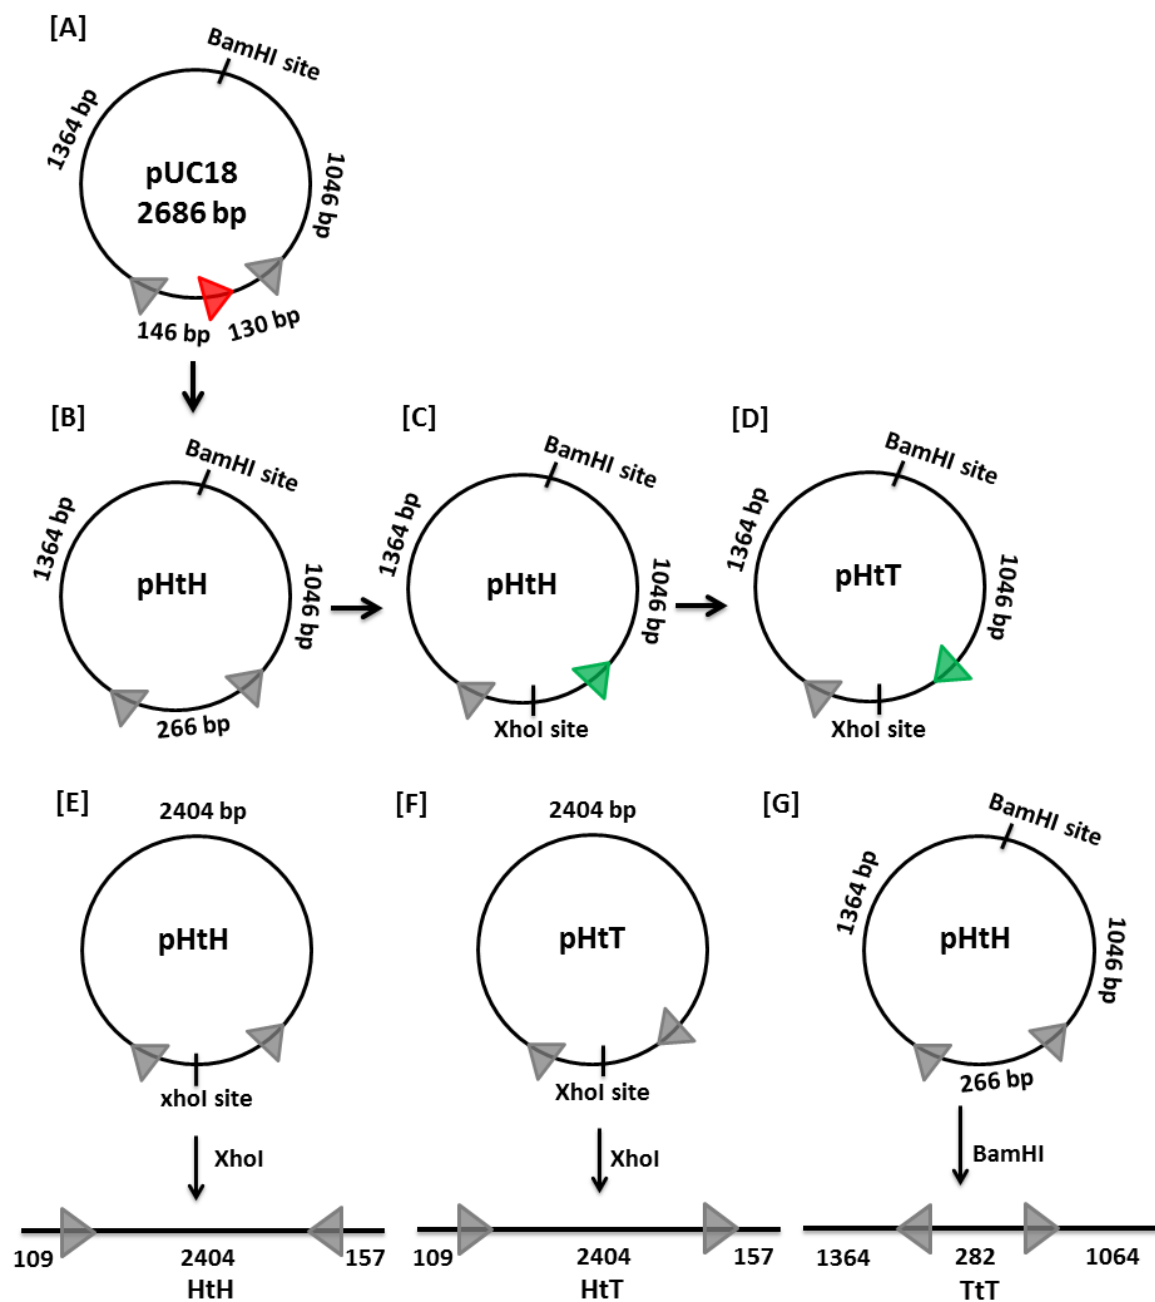 [A]
BamHI site
1364 bp
pUC18
2686 bp
1046 bp
146 bp
130 bp
[B]
BamHI site
1364 bp
pHtH
1046 bp
266 bp
[C]
BamHI site
1364 bp
pHtH
1046 bp
XhoI site
[D]
BamHI site
1364 bp
pHtT
1046 bp
XhoI site
[E]
2404 bp
pHtH
xhoI site
XhoI
109
2404
157
HtH
[F]
2404 bp
pHtT
XhoI site
XhoI
109
2404
157
HtT
[G]
BamHI site
1364 bp
pHtH
1046 bp
266 bp
BamHI
1364
282
1064
TtT